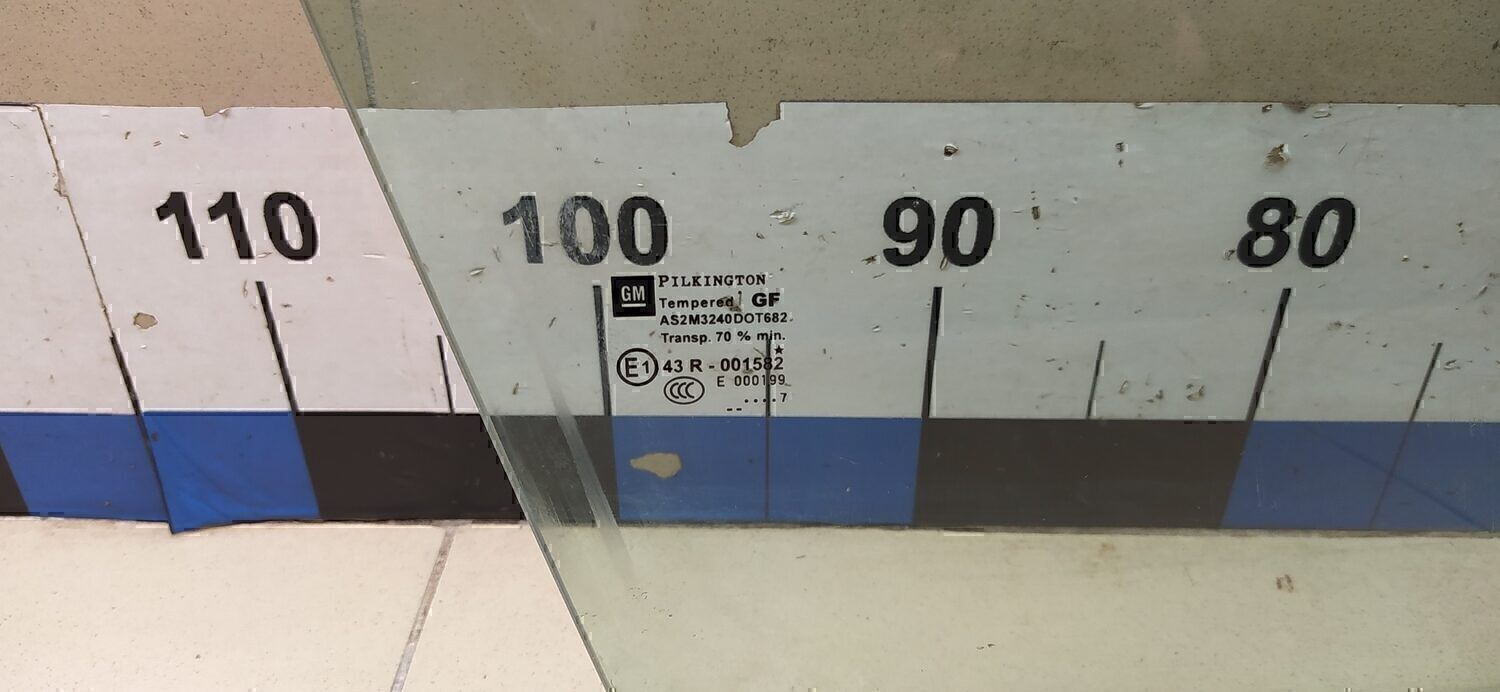 110 100 90 80
GM PILKINGTON
Tempered GF
AS2M3240DOT682
Transp. 70 % min.
E1 43 R - 001582
CCC E 000199
.... 7
--